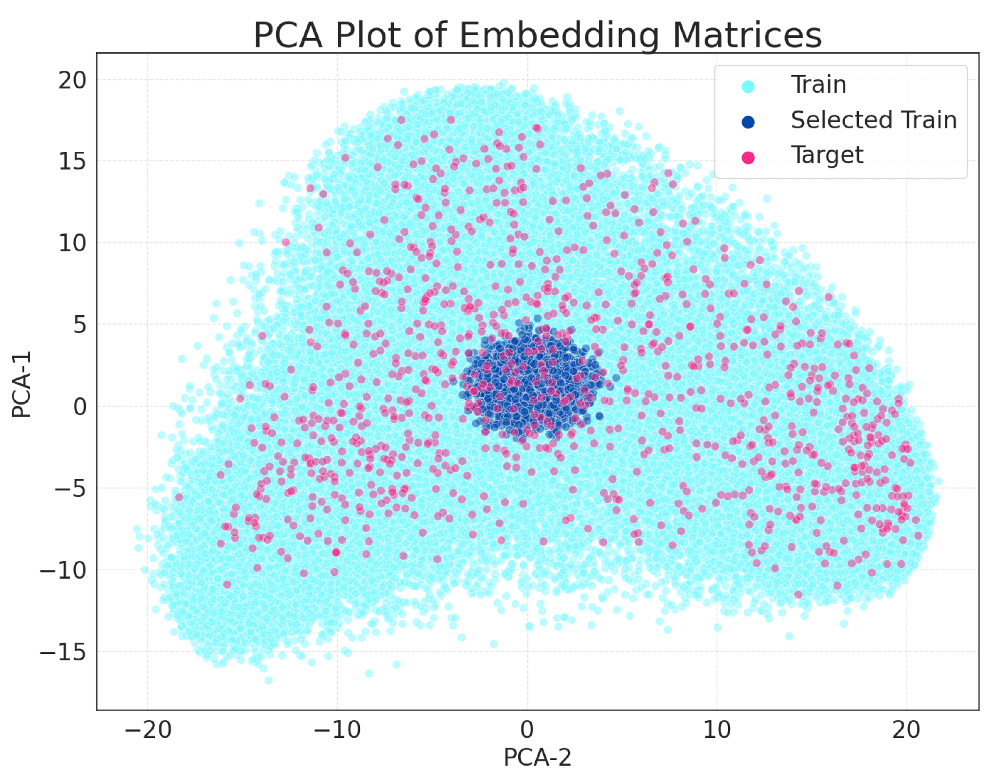 PCA Plot of Embedding Matrices
Train
Selected Train
Target
20
15
10
5
0
−5
−10
−15
PCA-1
−20
−10
0
10
20
PCA-2